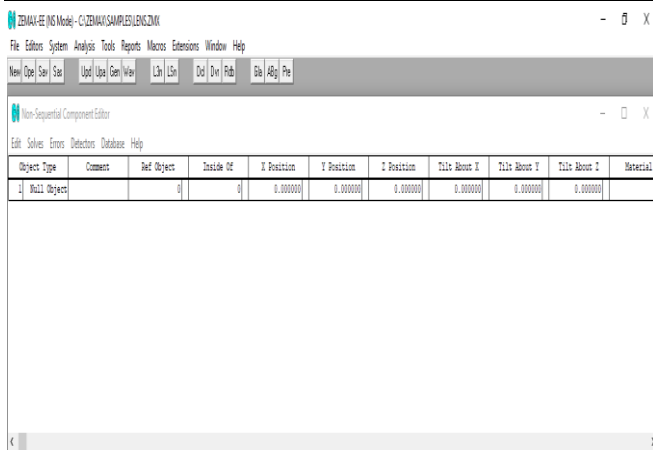 ZEMAX-EE (NS Mode) - C:\ZEMAX\SAMPLES\LENS.ZMX
File Editors System Analysis Tools Reports Macros Extensions Window Help
New Ope Sav Sas Upd Upa Gen Wav L3n LSn Dcl Dvr Rdb Gla ABg Pre
Non-Sequential Component Editor
Edit Solves Errors Detectors Database Help
Object Type Comment Ref Object Inside Of X Position Y Position Z Position Tilt About X Tilt About Y Tilt About Z Material
1 Null Object 0 0 0.000000 0.000000 0.000000 0.000000 0.000000 0.000000